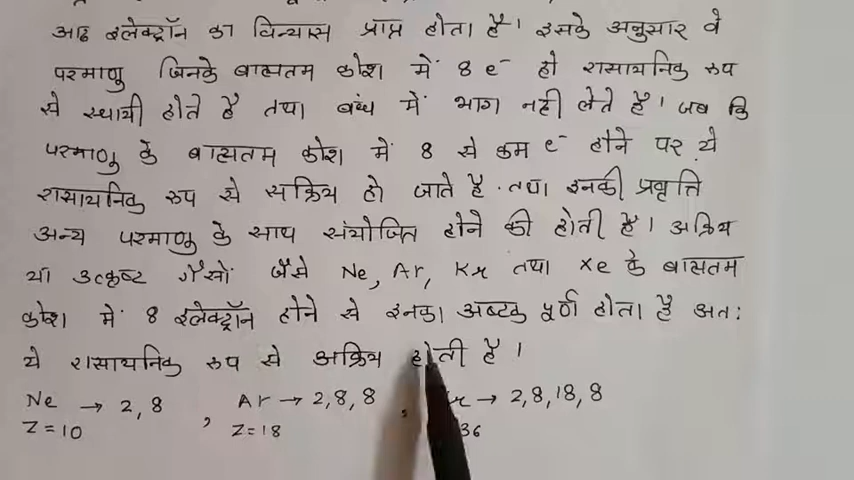 आठ इलेक्ट्रॉन का विन्यास प्राप्त होता है। इसके अनुसार वे
परमाणु जिनके बाह्यतम कोश में 8 e⁻ हो रासायनिक रुप
से स्थायी होते है तथा बंध में भाग नही लेते है। जब कि
परमाणु के बाह्यतम कोश में 8 से कम e⁻ होने पर ये
रासायनिक रुप से सक्रिय हो जाते है . तथा इनकी प्रवृत्ति
अन्य परमाणु के साथ संयोजित होने की होती है। अक्रिय
या उत्कृष्ट गैसों जैसे Ne, Ar, Kr तथा Xe के बाह्यतम
कोश में 8 इलेक्ट्रॉन होने से इनका अष्टक पूर्ण होता है अत:
ये रासायनिक रुप से अक्रिय होती है।
Ne → 2, 8 , Ar → 2, 8, 8 , → 2, 8, 18, 8
Z = 10 Z = 18 36